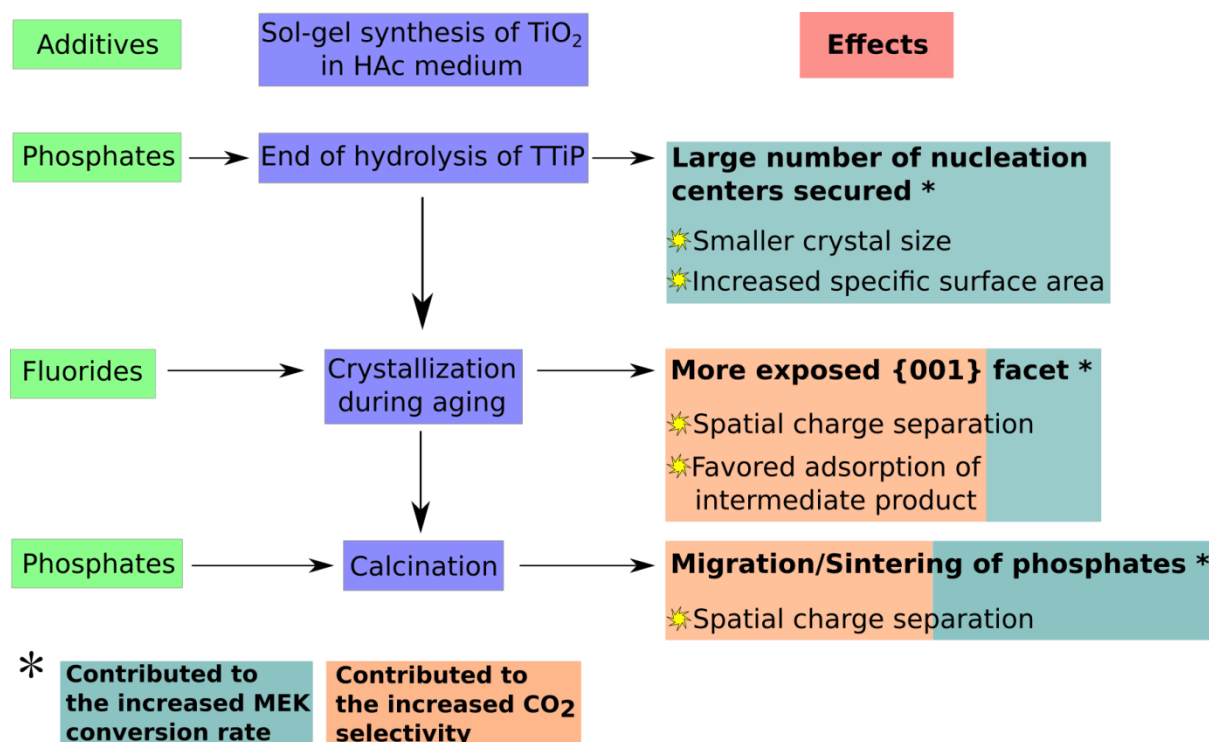 Additives
Sol-gel synthesis of TiO₂
in HAc medium
Effects
Phosphates
End of hydrolysis of TTiP
Large number of nucleation
centers secured *
Smaller crystal size
Increased specific surface area
Fluorides
Crystallization
during aging
More exposed {001} facet *
Spatial charge separation
Favored adsorption of
intermediate product
Phosphates
Calcination
Migration/Sintering of phosphates *
Spatial charge separation
*
Contributed to
the increased MEK
conversion rate
Contributed to
the increased CO₂
selectivity